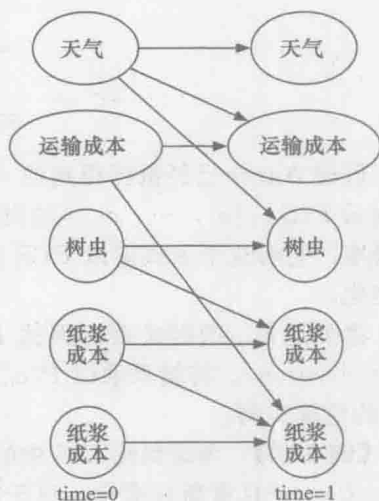 天气 天气
运输成本 运输成本
树虫 树虫
纸浆 纸浆
成本 成本
纸浆 纸浆
成本 成本
time=0 time=1